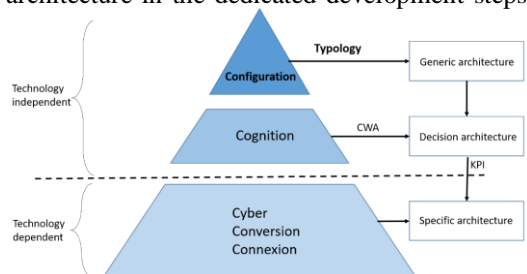 architecture in the dedicated development steps
Typology
Configuration
Generic architecture
Technology
independent
Cognition
CWA
Decision architecture
KPI
Technology
dependent
Cyber
Conversion
Connexion
Specific architecture